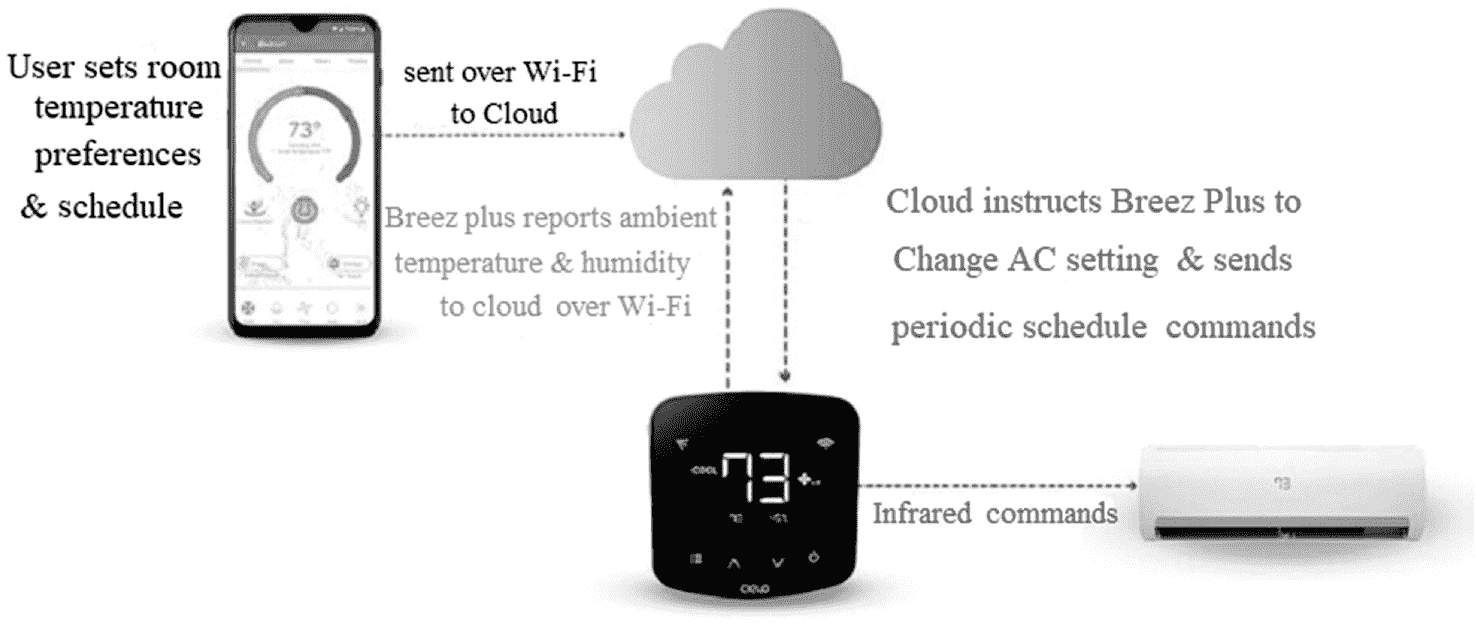 User sets room
temperature
preferences
& schedule
73°
sent over Wi-Fi
to Cloud
Breez plus reports ambient
temperature & humidity
to cloud over Wi-Fi
Cloud instructs Breez Plus to
Change AC setting & sends
periodic schedule commands
COOL
73
Infrared commands
73